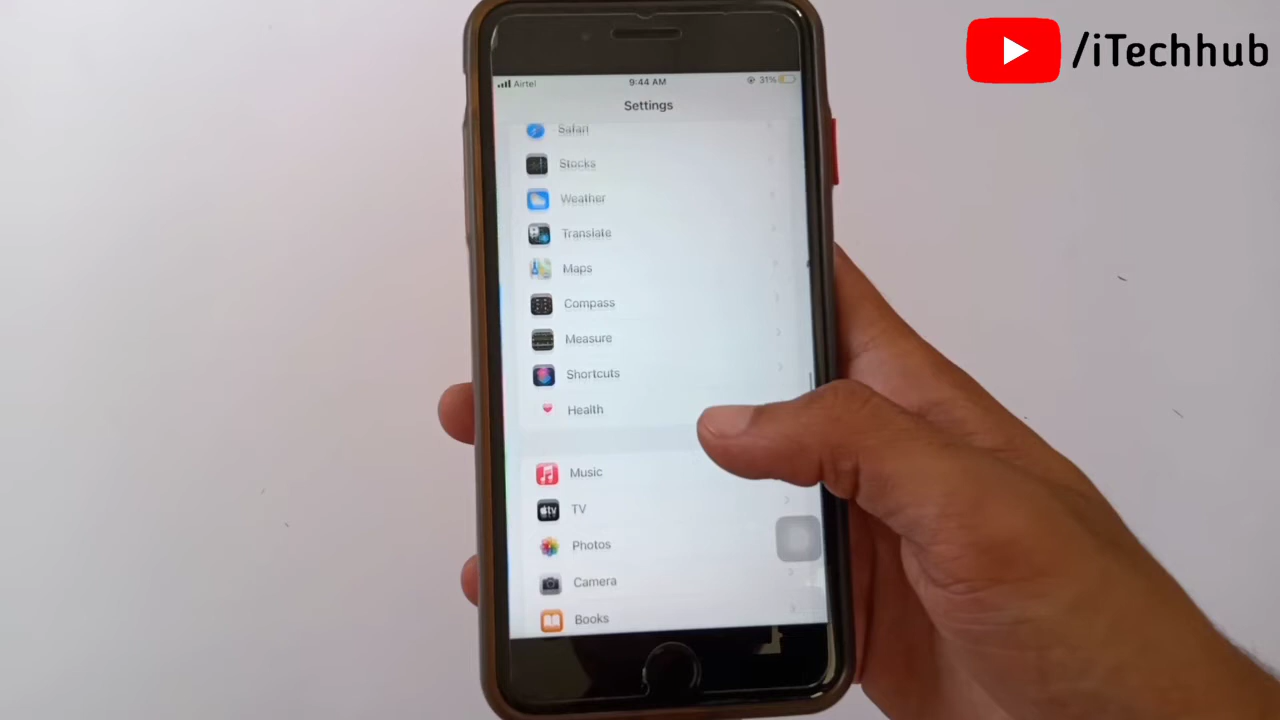 /iTechhub
Airtel 9:44 AM 31%
Settings
Safari
Stocks
Weather
Translate
Maps
Compass
Measure
Shortcuts
Health
Music
TV
Photos
Camera
Books